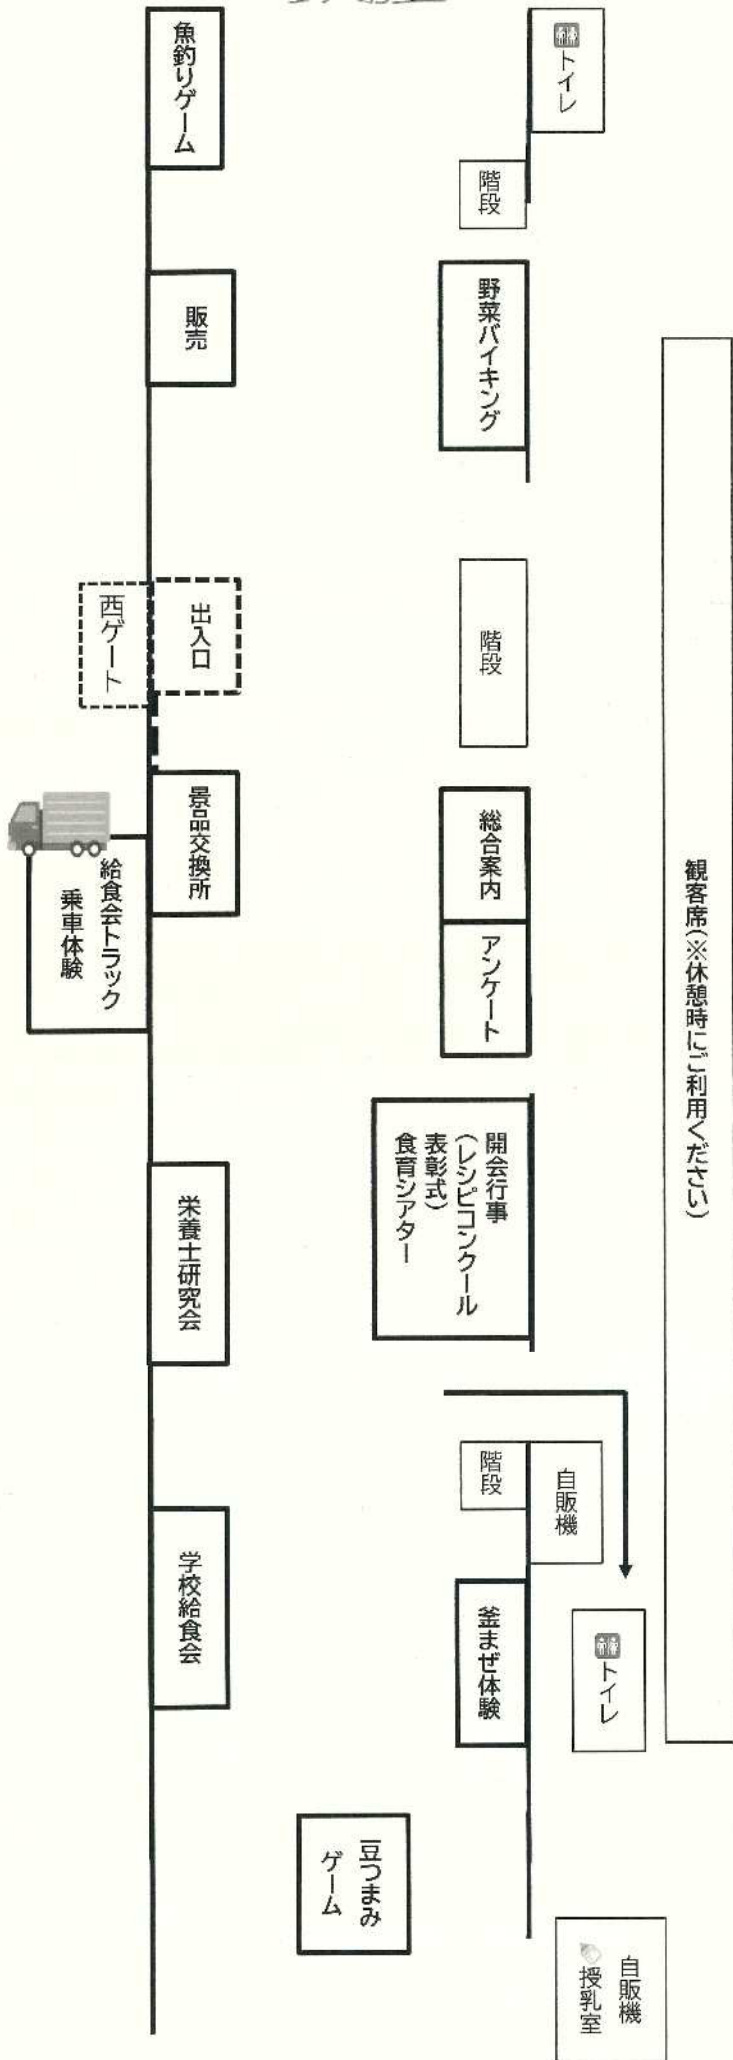 魚釣りゲーム
トイレ
階段
販売
野菜バイキング
西ゲート
出入口
階段
景品交換所
総合案内
アンケート
給食会トラック
乗車体験
観客席(※休憩時にご利用ください)
開会行事
(レシピコンクール
表彰式)
食育シアター
栄養士研究会
階段
自販機
学校給食会
釜まぜ体験
トイレ
豆つまみ
ゲーム
自販機
授乳室